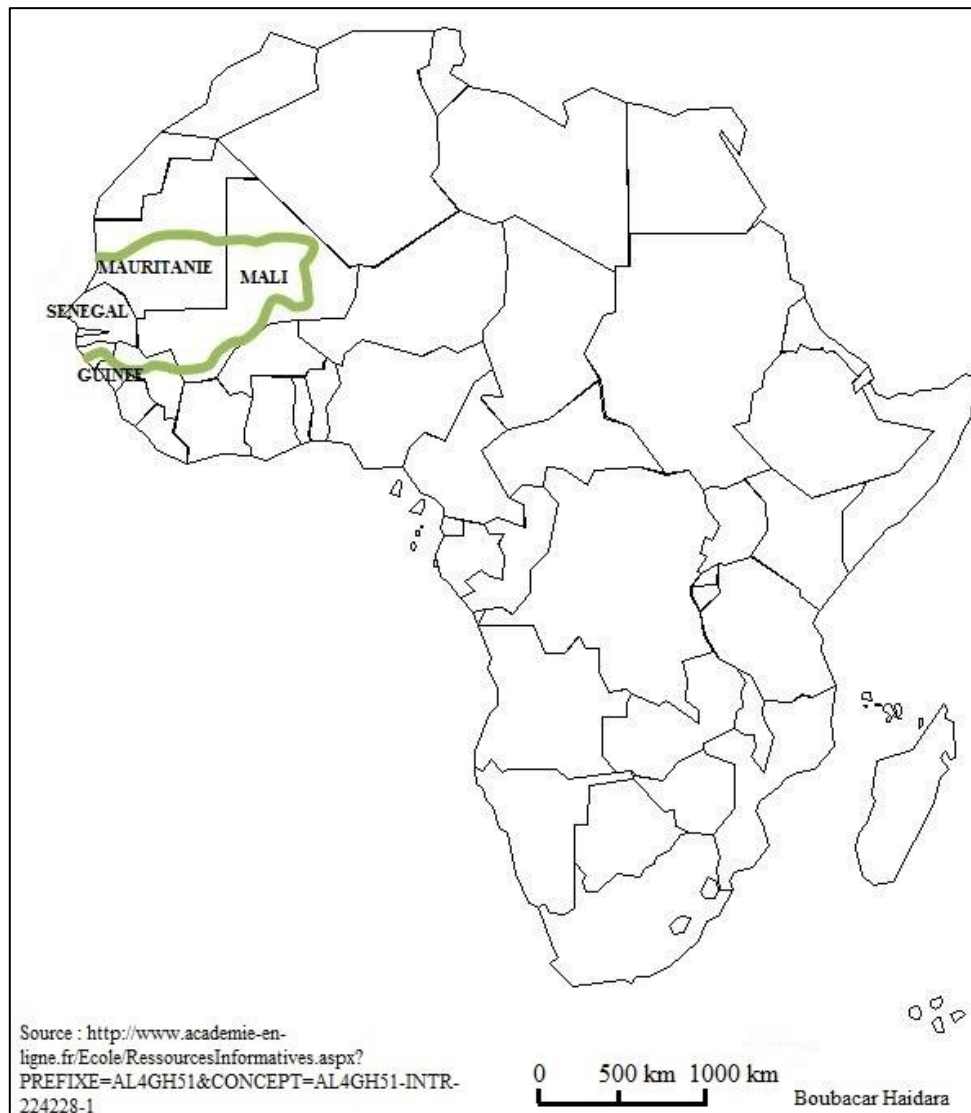 MAURITANIE
MALI
SENEGAL
GUINEE
Source : http://www.academie-en-
ligne.fr/Ecole/RessourcesInformatives.aspx?
PREFIXE=AL4GH51&CONCEPT=AL4GH51-INTR-
224228-1
0 500 km 1000 km
Boubacar Haidara